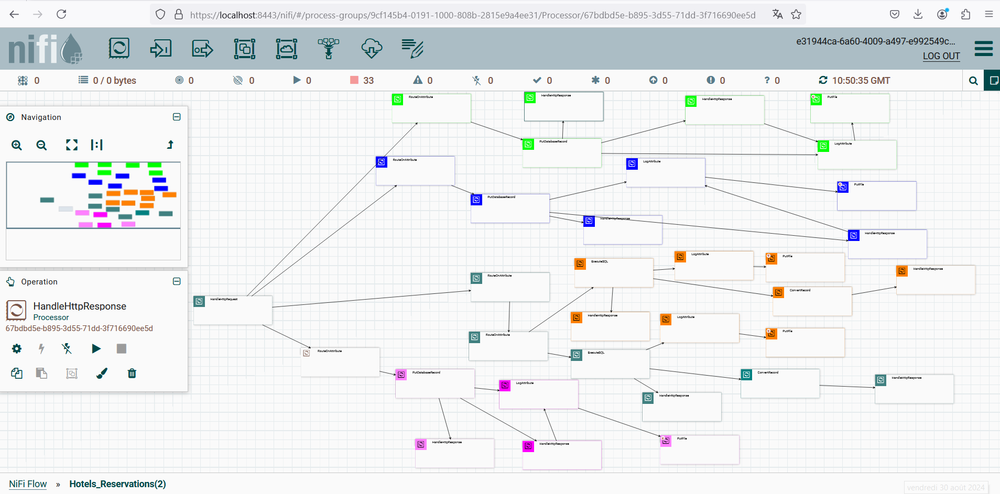 https://localhost:8443/nifi/#/process-groups/9cf145b4-0191-1000-808b-2815e9a4ee31/Processor/67bdbd5e-b895-3d55-71dd-3f716690ee5d
nifi
e31944ca-6a60-4009-a497-e992549c...
LOG OUT
0
0 / 0 bytes
0
0
0
33
0
0
0
0
0
0
? 0
10:50:35 GMT
Navigation
Operation
HandleHttpResponse
Processor
67bdbd5e-b895-3d55-71dd-3f716690ee5d
RouteOnAttribute
HandleHttpResponse
HandleHttpResponse
PutFile
PutDatabaseRecord
LogAttribute
RouteOnAttribute
LogAttribute
PutFile
PutDatabaseRecord
HandleHttpResponse
HandleHttpResponse
ExecuteSQL
LogAttribute
PutFile
HandleHttpResponse
RouteOnAttribute
ConvertRecord
HandleHttpRequest
HandleHttpResponse
LogAttribute
PutFile
RouteOnAttribute
RouteOnAttribute
ExecuteSQL
PutDatabaseRecord
ConvertRecord
HandleHttpResponse
LogAttribute
HandleHttpResponse
PutFile
HandleHttpResponse
HandleHttpResponse
NiFi Flow » Hotels_Reservations(2)
vendredi 30 août 2024